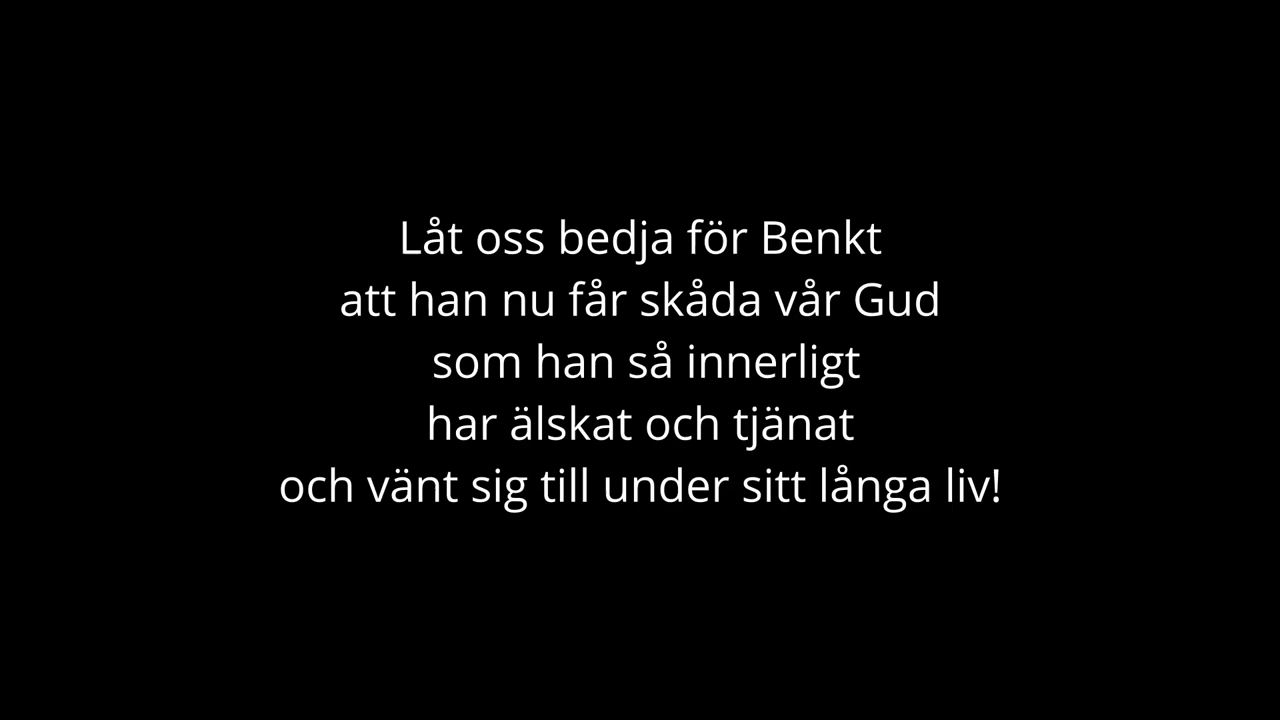 Låt oss bedja för Benkt
att han nu får skåda vår Gud
som han så innerligt
har älskat och tjänat
och vänt sig till under sitt långa liv!